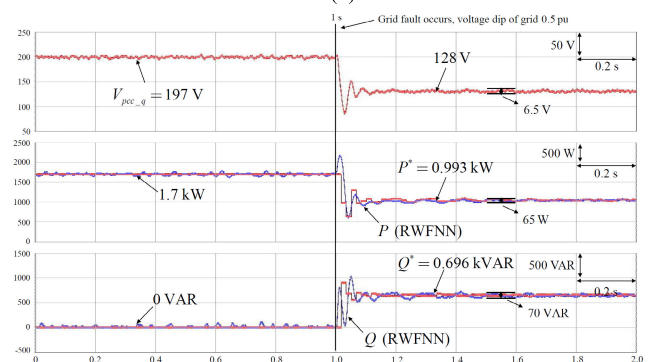 1 s
Grid fault occurs, voltage dip of grid 0.5 pu
250
200
150
100
50
V_pcc_q = 197 V
128 V
50 V
0.2 s
6.5 V
2500
2000
1500
1000
500
0
1.7 kW
P* = 0.993 kW
P (RWFNN)
500 W
0.2 s
65 W
1500
1000
500
0
-500
0 VAR
Q* = 0.696 kVAR
Q (RWFNN)
500 VAR
0.2 s
70 VAR
0 0.2 0.4 0.6 0.8 1.0 1.2 1.4 1.6 1.8 2.0